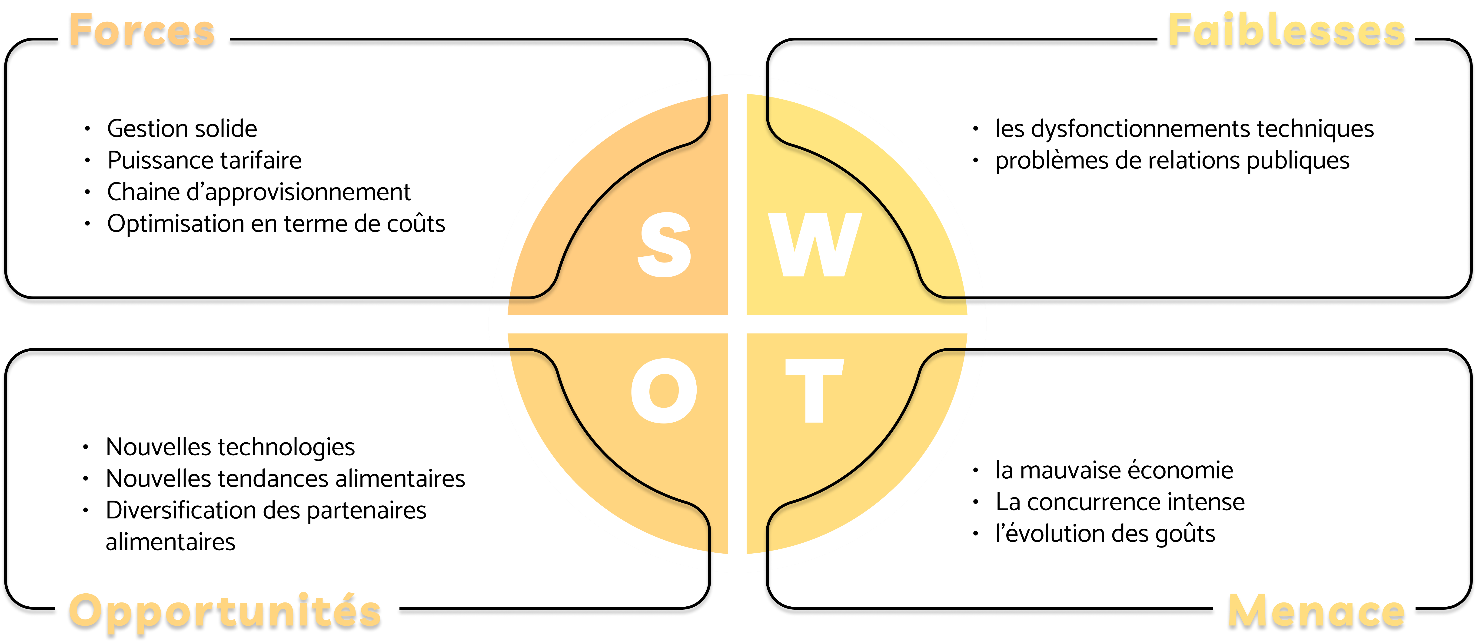 Forces
• Gestion solide
• Puissance tarifaire
• Chaine d'approvisionnement
• Optimisation en terme de coûts
Faiblesses
• les dysfonctionnements techniques
• problèmes de relations publiques
S W
O T
• Nouvelles technologies
• Nouvelles tendances alimentaires
• Diversification des partenaires
alimentaires
Opportunités
• la mauvaise économie
• La concurrence intense
• l'évolution des goûts
Menace